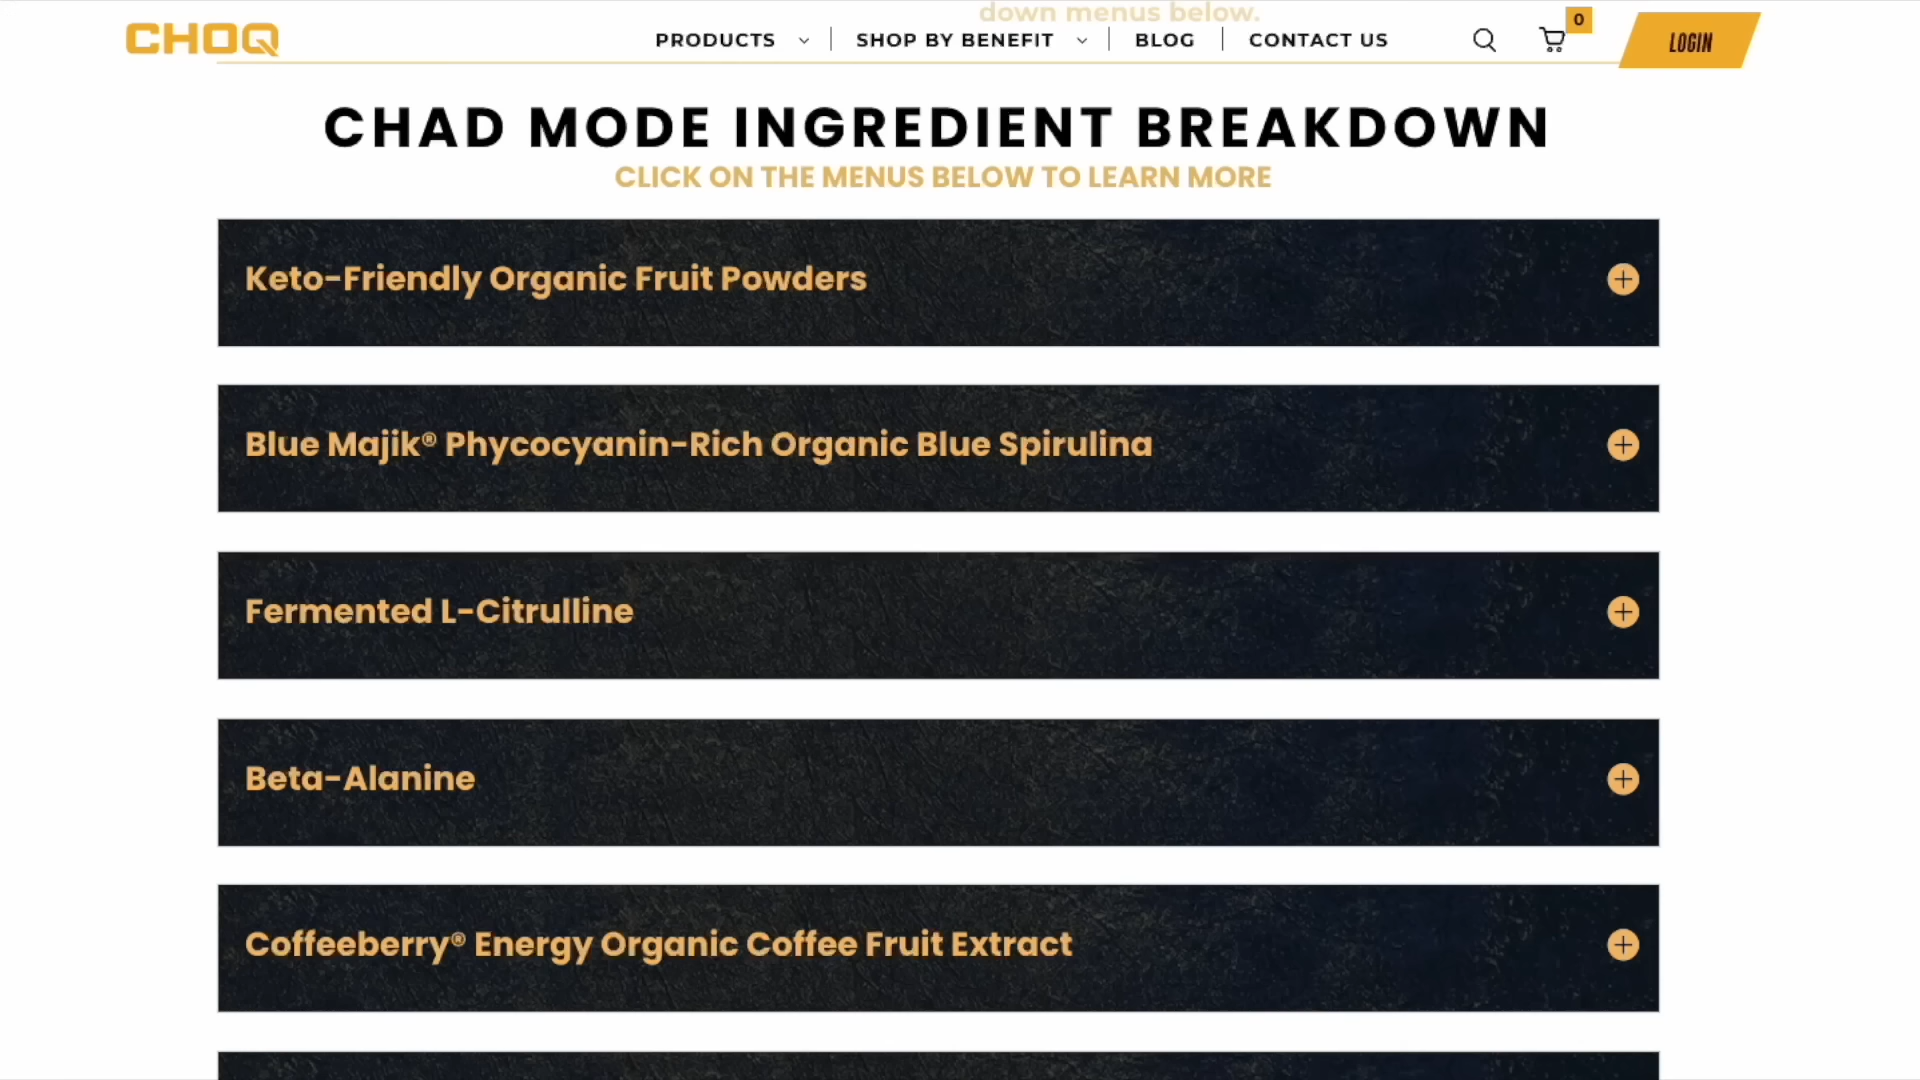 down menus below.
CHOQ
PRODUCTS
SHOP BY BENEFIT
BLOG
CONTACT US
0
LOGIN
CHAD MODE INGREDIENT BREAKDOWN
CLICK ON THE MENUS BELOW TO LEARN MORE
Keto-Friendly Organic Fruit Powders
Blue Majik® Phycocyanin-Rich Organic Blue Spirulina
Fermented L-Citrulline
Beta-Alanine
Coffeeberry® Energy Organic Coffee Fruit Extract